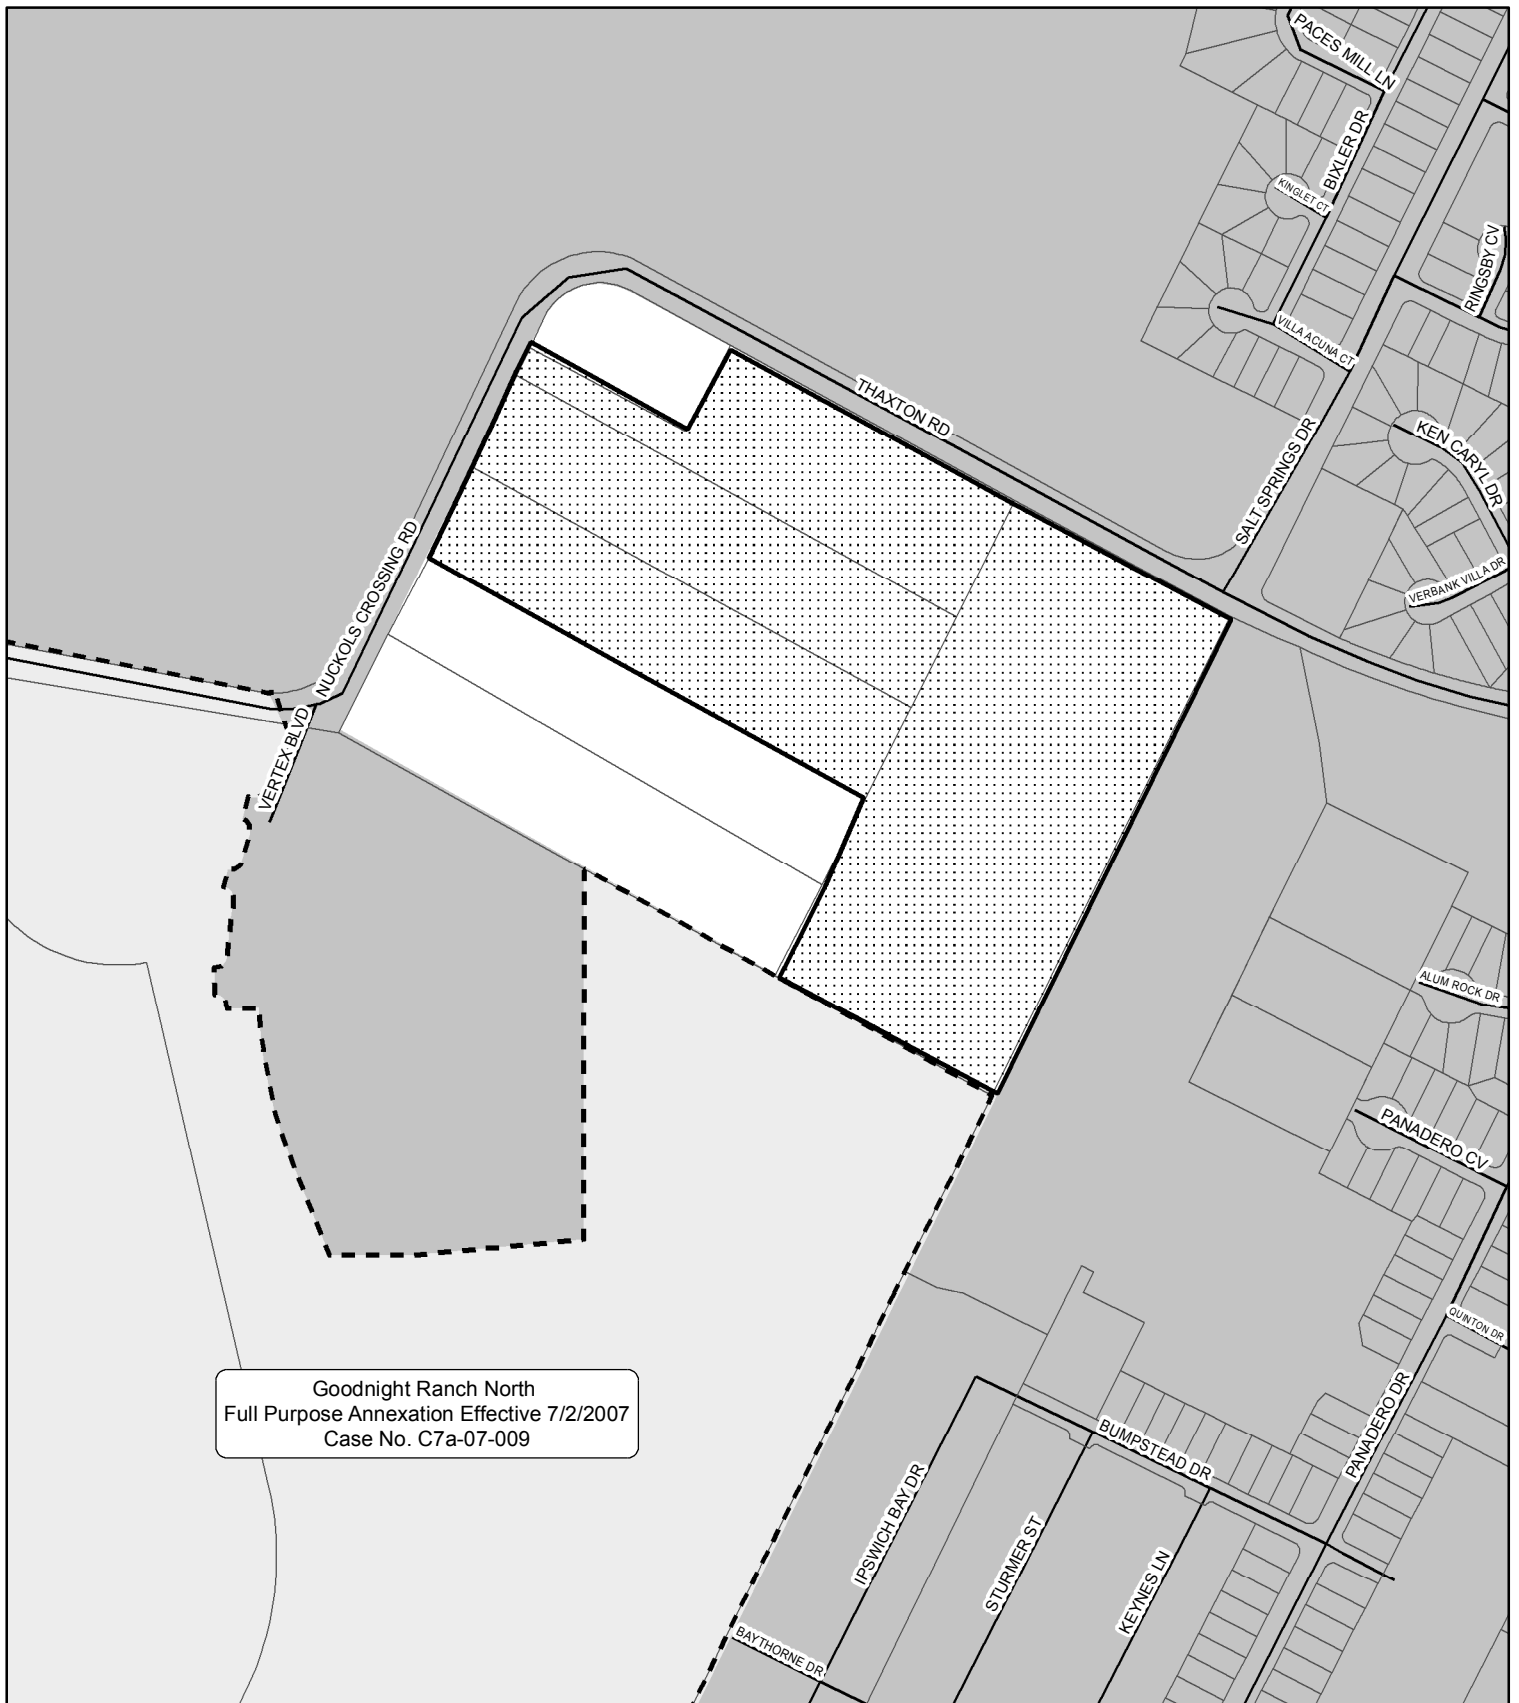 PACES MILL LN
BIXLER DR
KINGLET CT
RINGSBY CV
VILLA ACUNA CT
THAXTON RD
SALT SPRINGS DR
KEN CARYL DR
VERBANK VILLA DR
NUCKOLS CROSSING RD
VERTEX BLVD
ALUM ROCK DR
PANADERO CV
QUINTON DR
Goodnight Ranch North
Full Purpose Annexation Effective 7/2/2007
Case No. C7a-07-009
PANADERO DR
BUMPSTEAD DR
IPSWICH BAY DR
STURMER ST
KEYNES LN
BAYTHORNE DR